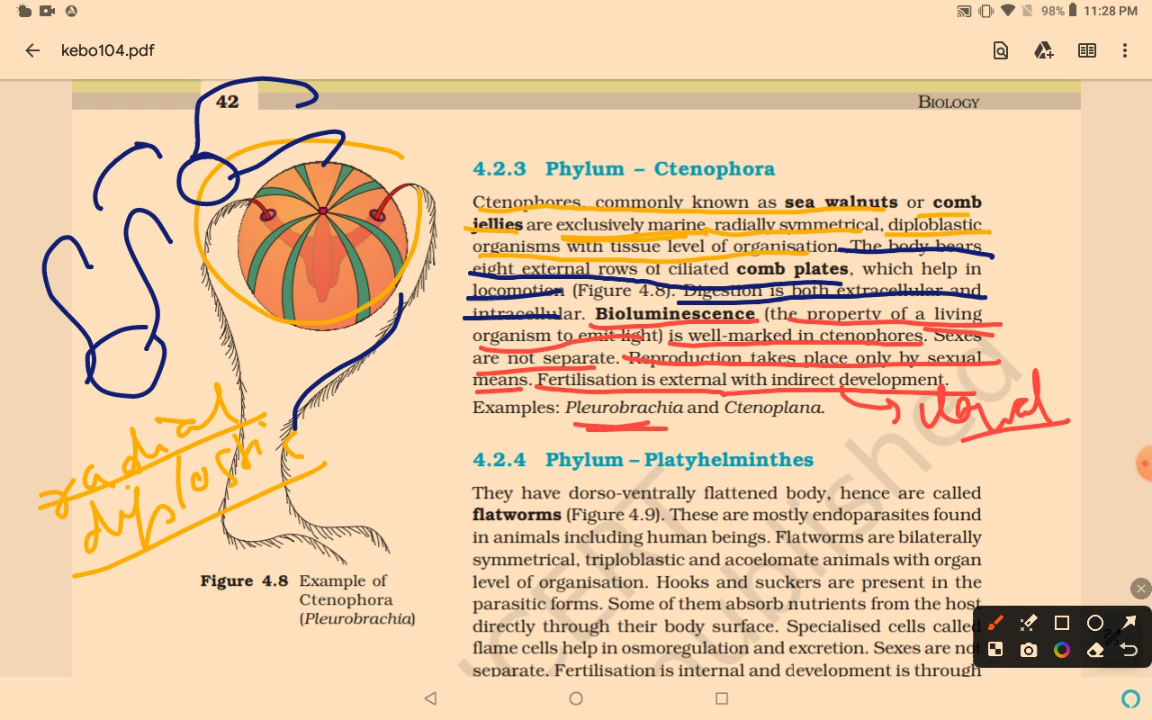 98% 11:28 PM
kebo104.pdf
42
BIOLOGY
4.2.3 Phylum – Ctenophora
Ctenophores, commonly known as sea walnuts or comb
jellies are exclusively marine, radially symmetrical, diploblastic
organisms with tissue level of organisation. The body bears
eight external rows of ciliated comb plates, which help in
locomotion (Figure 4.8). Digestion is both extracellular and
intracellular. Bioluminescence (the property of a living
organism to emit light) is well-marked in ctenophores. Sexes
are not separate. Reproduction takes place only by sexual
means. Fertilisation is external with indirect development.
Examples: Pleurobrachia and Ctenoplana.
radial
4.2.4 Phylum – Platyhelminthes
They have dorso-ventrally flattened body, hence are called
flatworms (Figure 4.9). These are mostly endoparasites found
in animals including human beings. Flatworms are bilaterally
symmetrical, triploblastic and acoelomate animals with organ
level of organisation. Hooks and suckers are present in the
parasitic forms. Some of them absorb nutrients from the host
directly through their body surface. Specialised cells called
flame cells help in osmoregulation and excretion. Sexes are not
separate. Fertilisation is internal and development is through
Figure 4.8 Example of
Ctenophora
(Pleurobrachia)